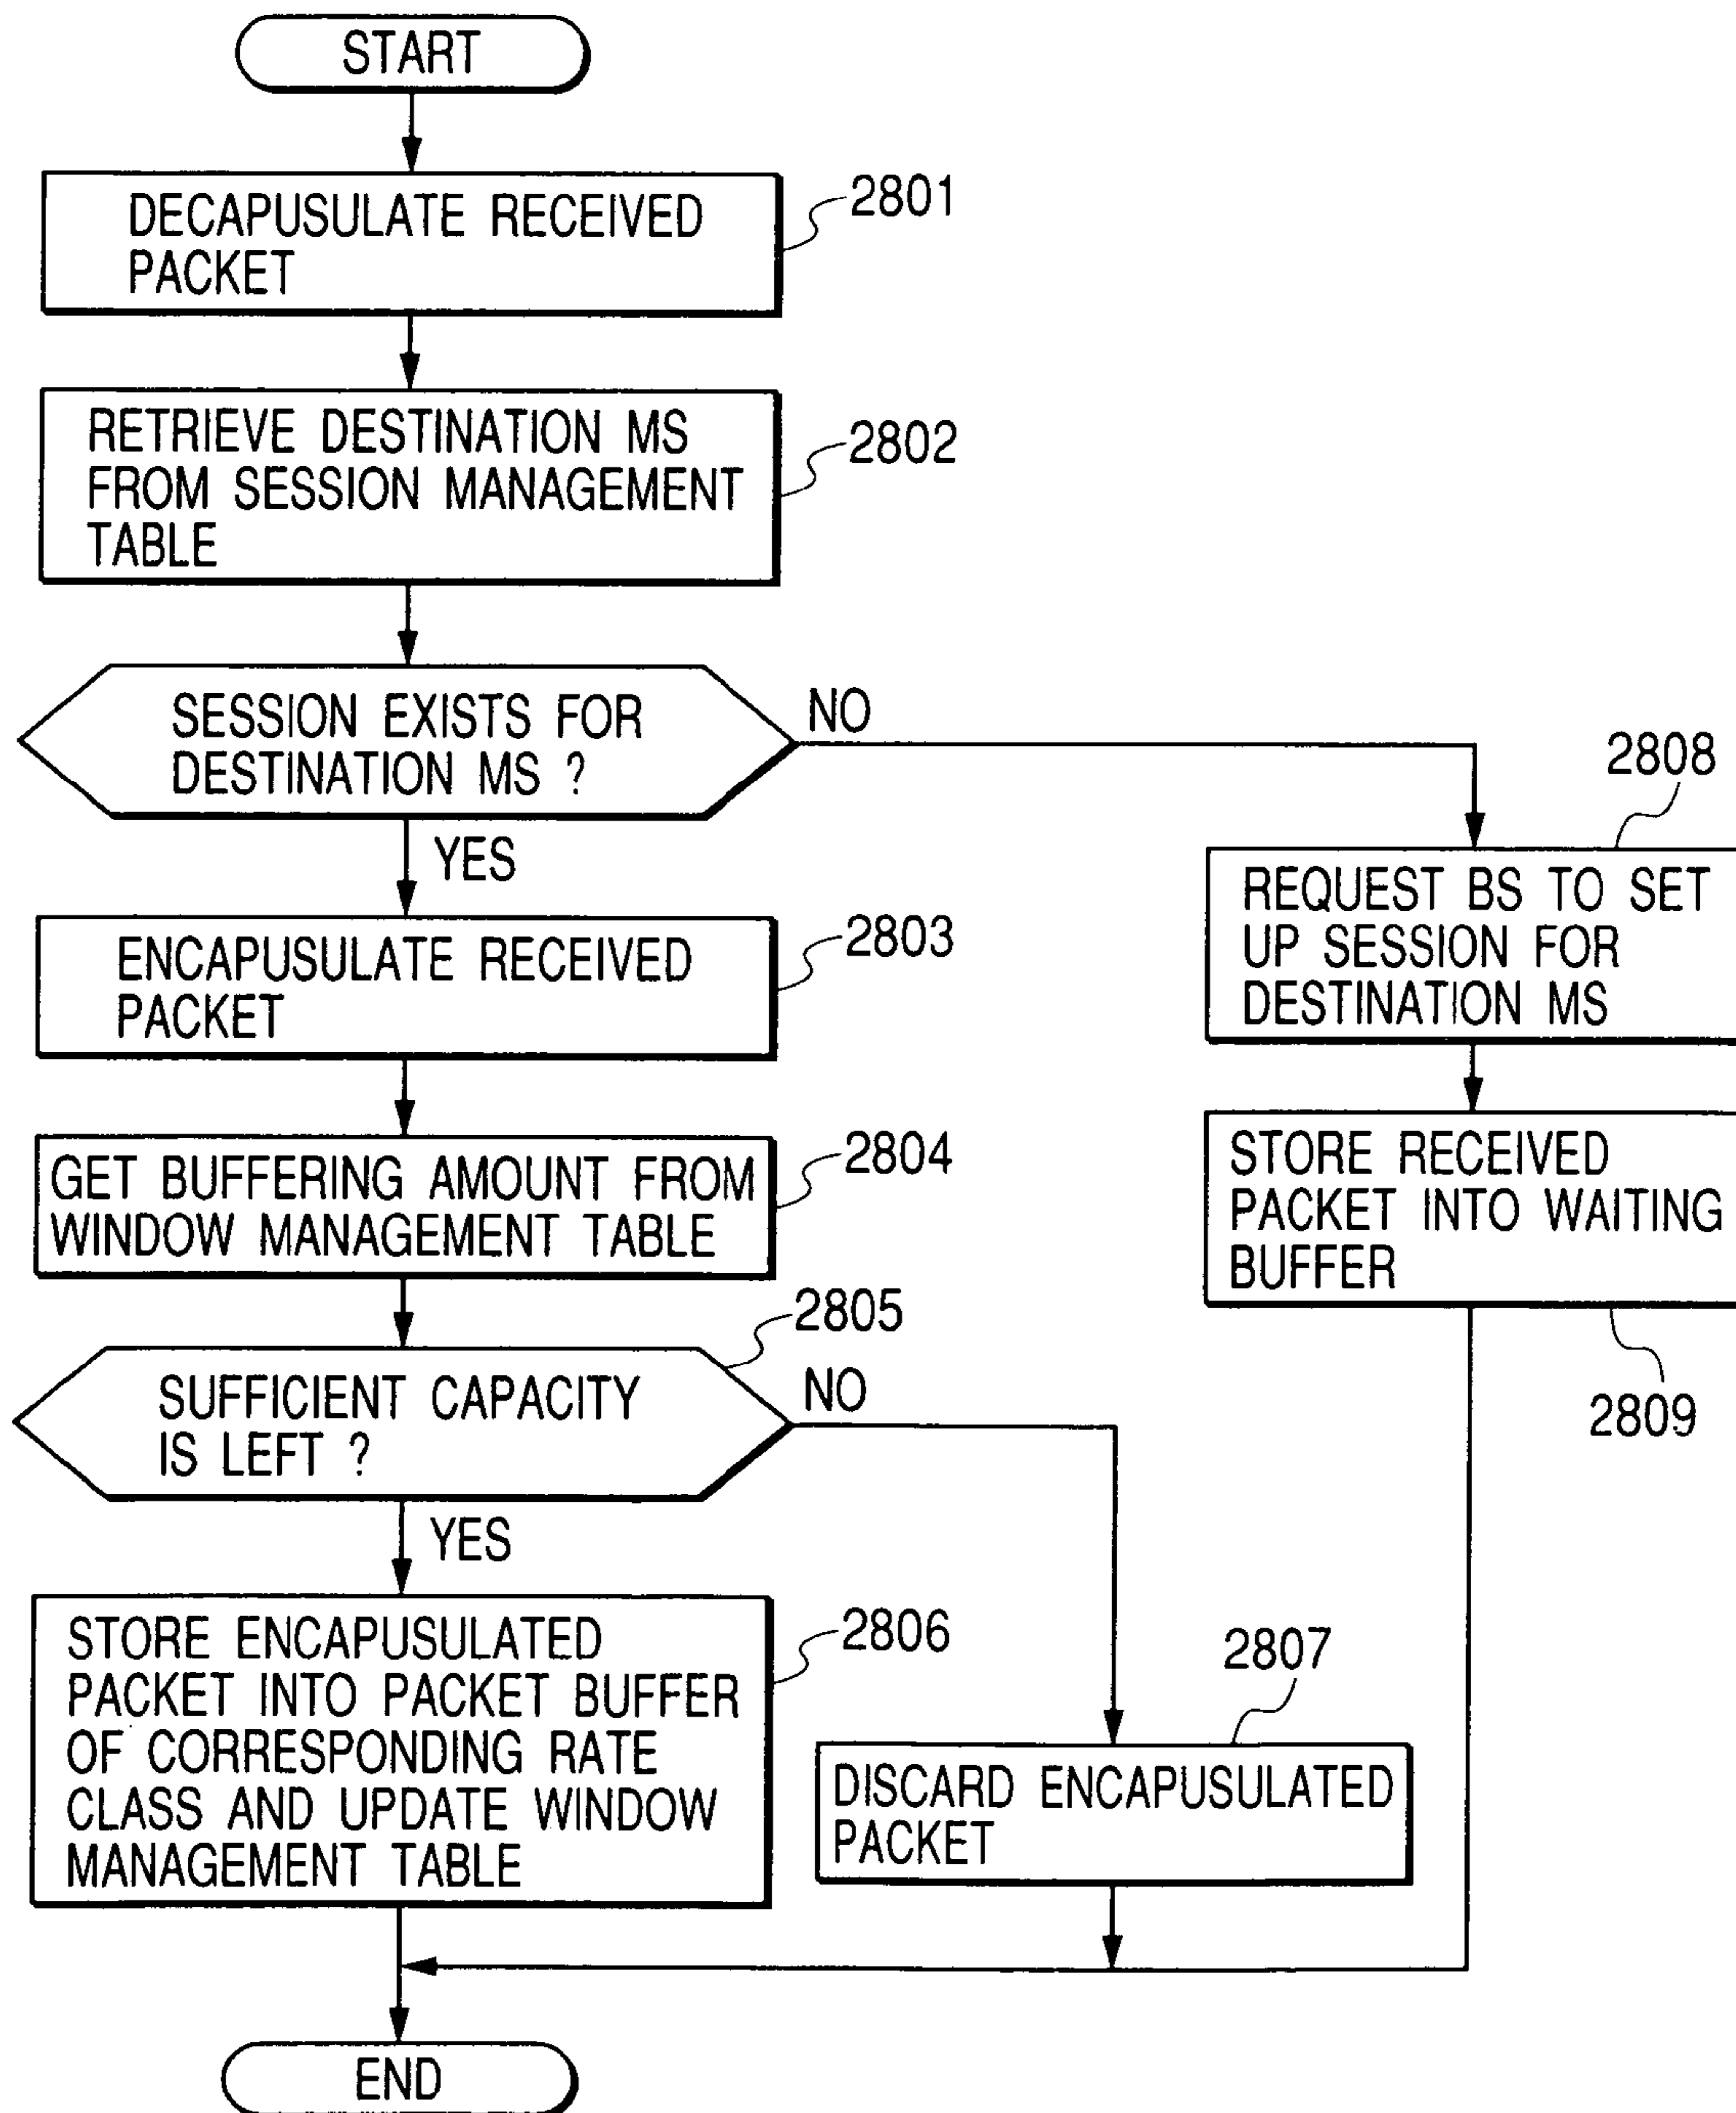 START
DECAPUSULATE RECEIVED
PACKET
2801
RETRIEVE DESTINATION MS
FROM SESSION MANAGEMENT
TABLE
2802
SESSION EXISTS FOR
DESTINATION MS ?
NO
YES
2808
REQUEST BS TO SET
UP SESSION FOR
DESTINATION MS
ENCAPUSULATE RECEIVED
PACKET
2803
STORE RECEIVED
PACKET INTO WAITING
BUFFER
2809
GET BUFFERING AMOUNT FROM
WINDOW MANAGEMENT TABLE
2804
2805
SUFFICIENT CAPACITY
IS LEFT ?
NO
YES
STORE ENCAPUSULATED
PACKET INTO PACKET BUFFER
OF CORRESPONDING RATE
CLASS AND UPDATE WINDOW
MANAGEMENT TABLE
2806
2807
DISCARD ENCAPUSULATED
PACKET
END